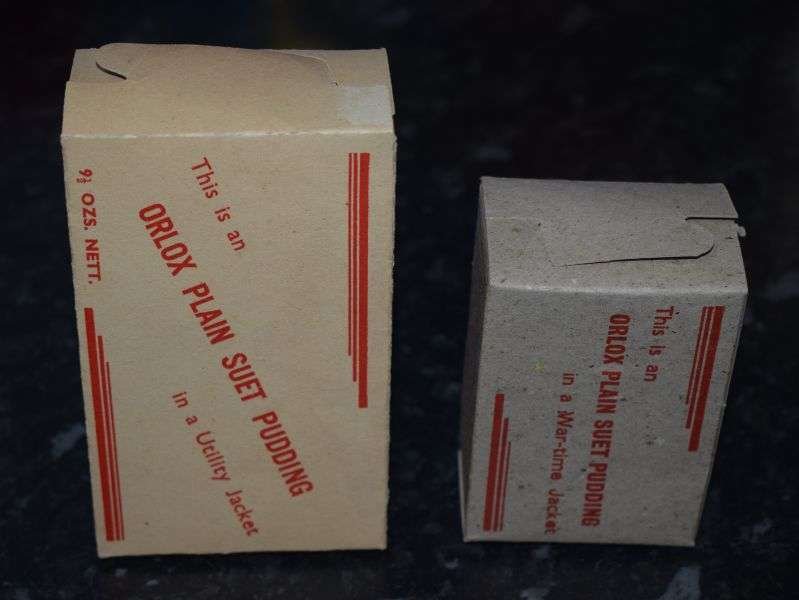 9½ OZS. NETT.
This is an
ORLOX PLAIN SUET PUDDING
in a Utility Jacket
This is an
ORLOX PLAIN SUET PUDDING
in a War-time Jacket